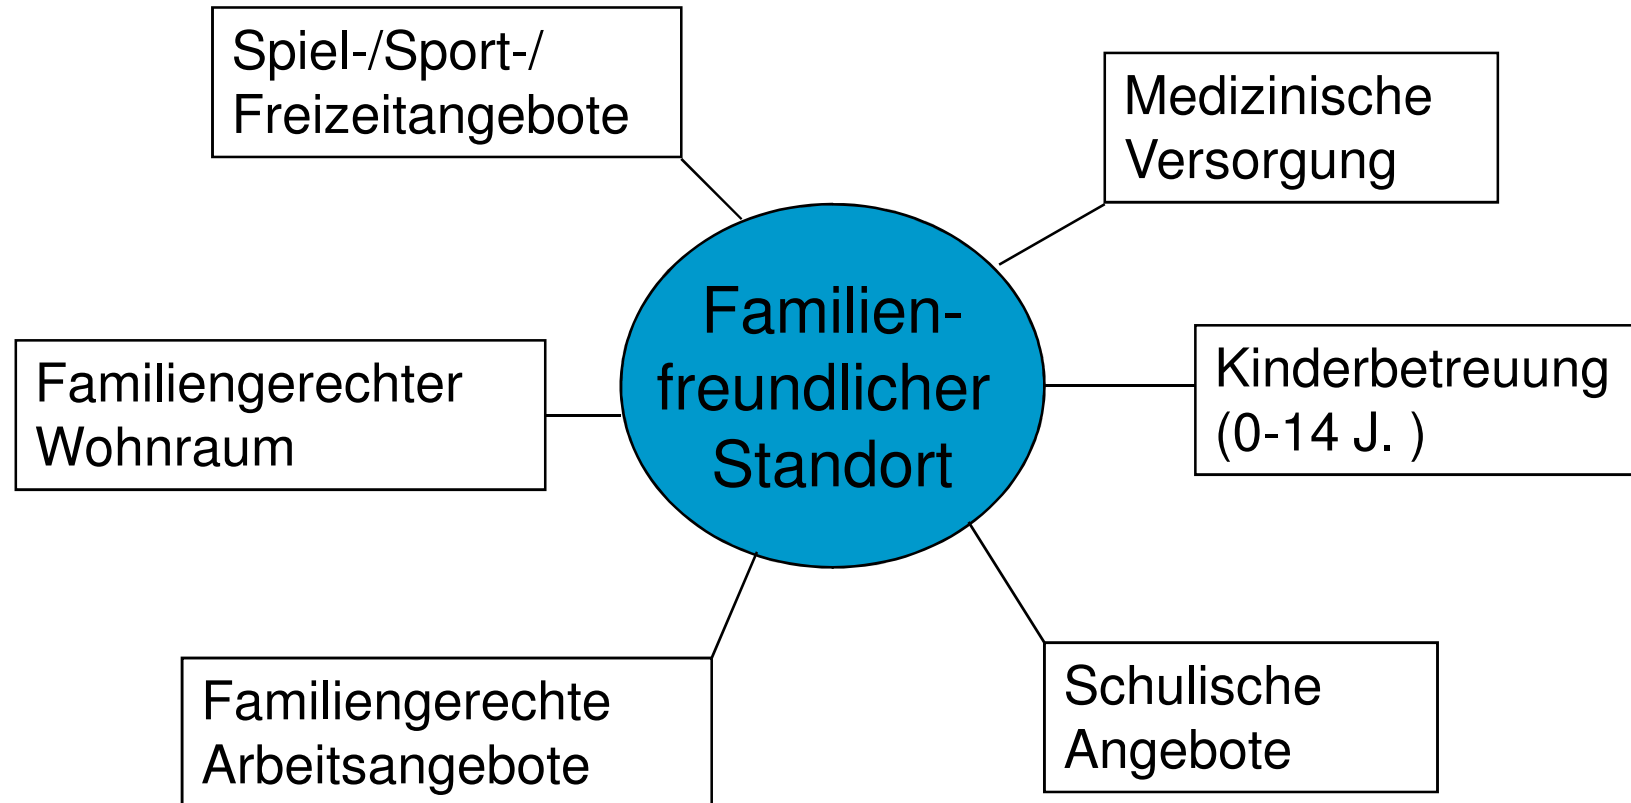 Spiel-/Sport-/
Freizeitangebote
Medizinische
Versorgung
Familien-
freundlicher
Standort
Familiengerechter
Wohnraum
Kinderbetreuung
(0-14 J. )
Familiengerechte
Arbeitsangebote
Schulische
Angebote